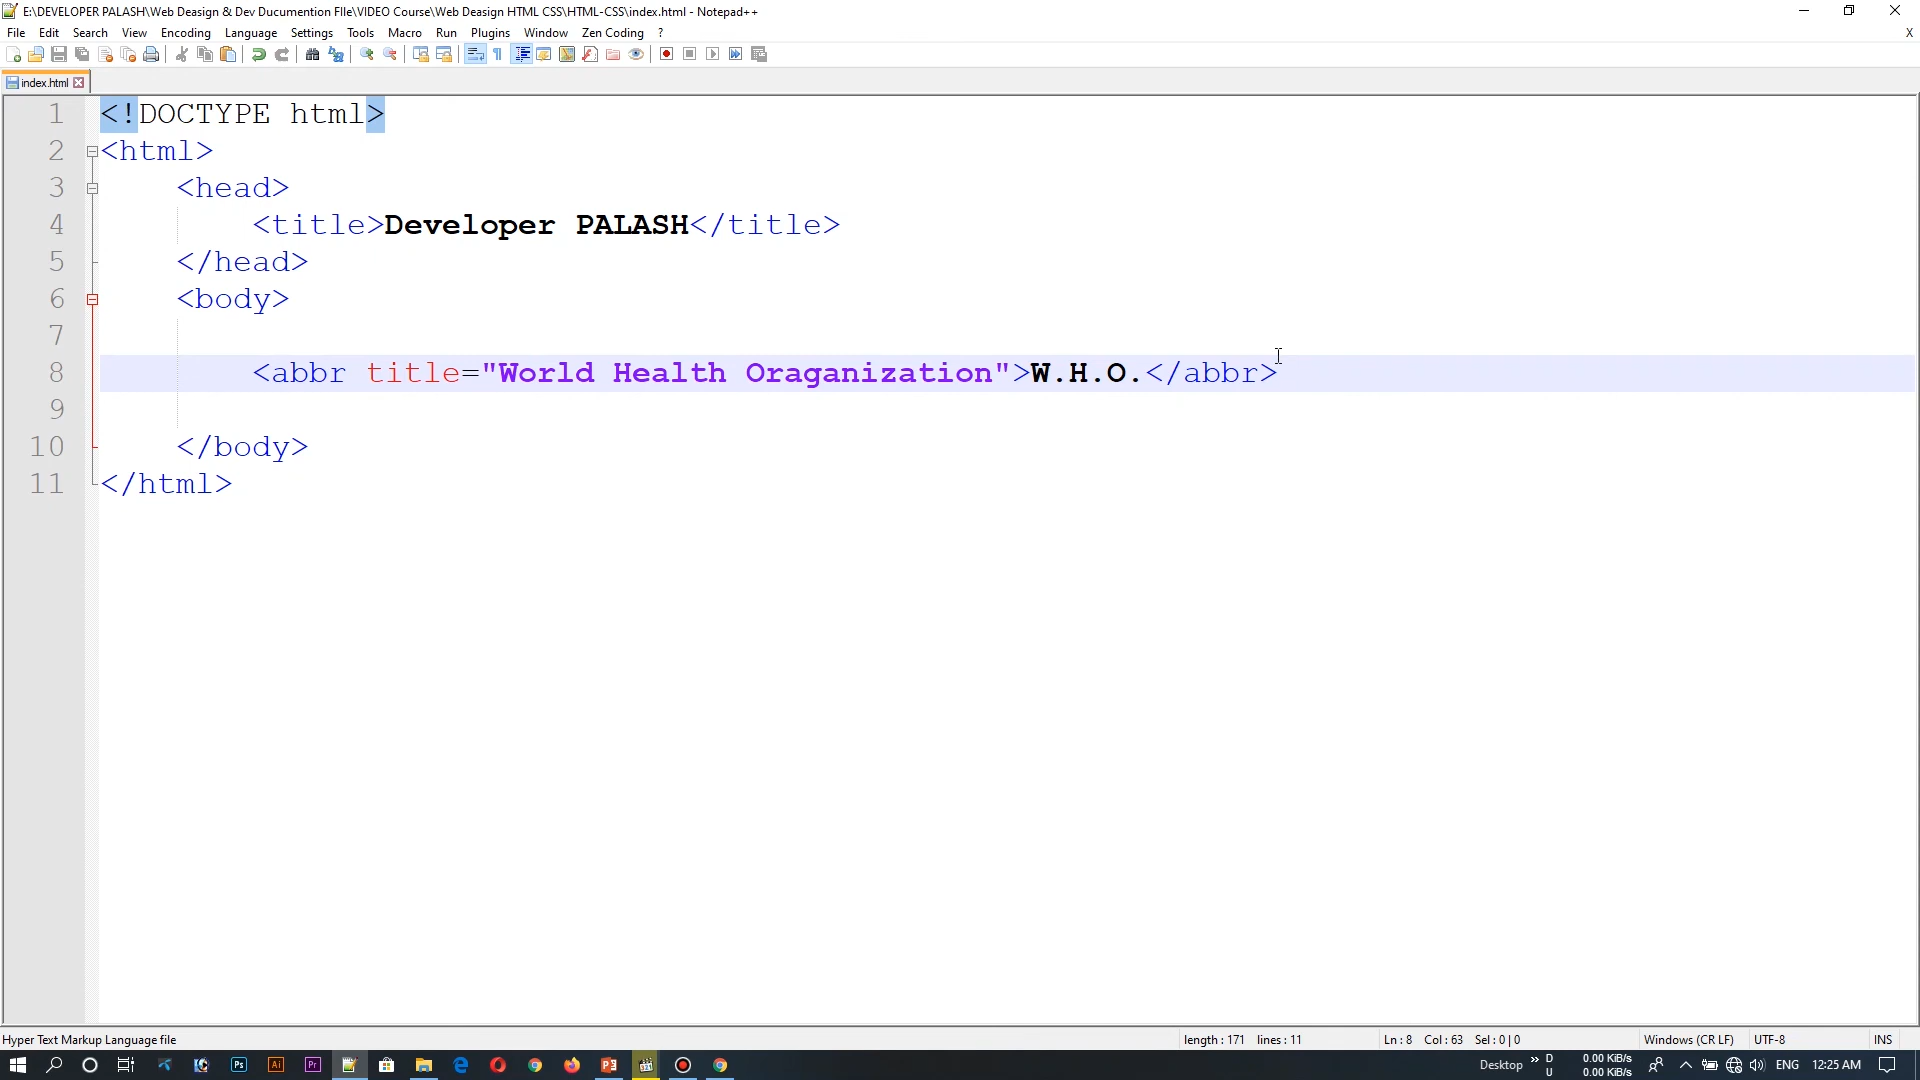 E:\DEVELOPER PALASH\Web Deasign & Dev Ducumention FIle\VIDEO Course\Web Deasign HTML CSS\HTML-CSS\index.html - Notepad++
File Edit Search View Encoding Language Settings Tools Macro Run Plugins Window Zen Coding ? X
index.html
1 <!DOCTYPE html>
2 <html>
3 <head>
4 <title>Developer PALASH</title>
5 </head>
6 <body>
7
8 <abbr title="World Health Oraganization">W.H.O.</abbr>
9
10 </body>
11 </html>
Hyper Text Markup Language file length : 171 lines : 11 Ln : 8 Col : 63 Sel : 0 | 0 Windows (CR LF) UTF-8 INS
Ps Ai Pr Desktop D 0.00 KiB/s ENG 12:25 AM
U 0.00 KiB/s